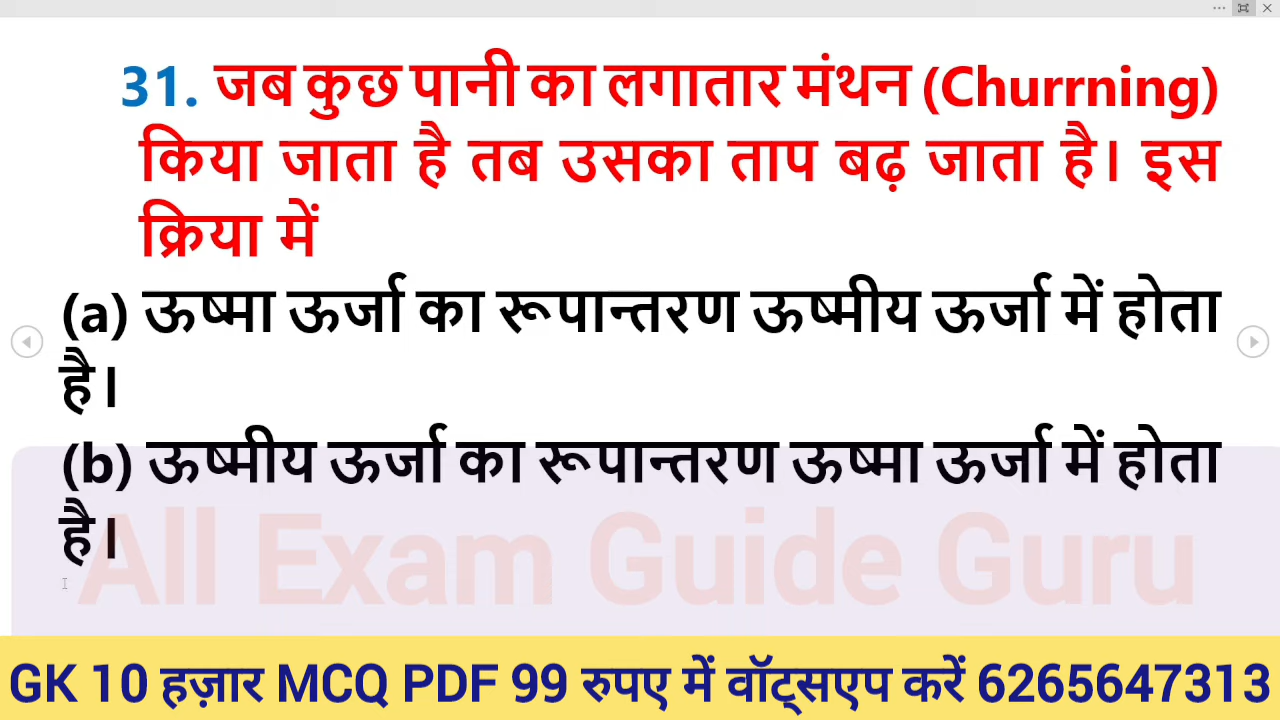 31. जब कुछ पानी का लगातार मंथन (Churrning)
किया जाता है तब उसका ताप बढ़ जाता है। इस
क्रिया में
(a) ऊष्मा ऊर्जा का रूपान्तरण ऊष्मीय ऊर्जा में होता
है।
(b) ऊष्मीय ऊर्जा का रूपान्तरण ऊष्मा ऊर्जा में होता
है।
All Exam Guide Guru
GK 10 हज़ार MCQ PDF 99 रुपए में वॉट्सएप करें 6265647313